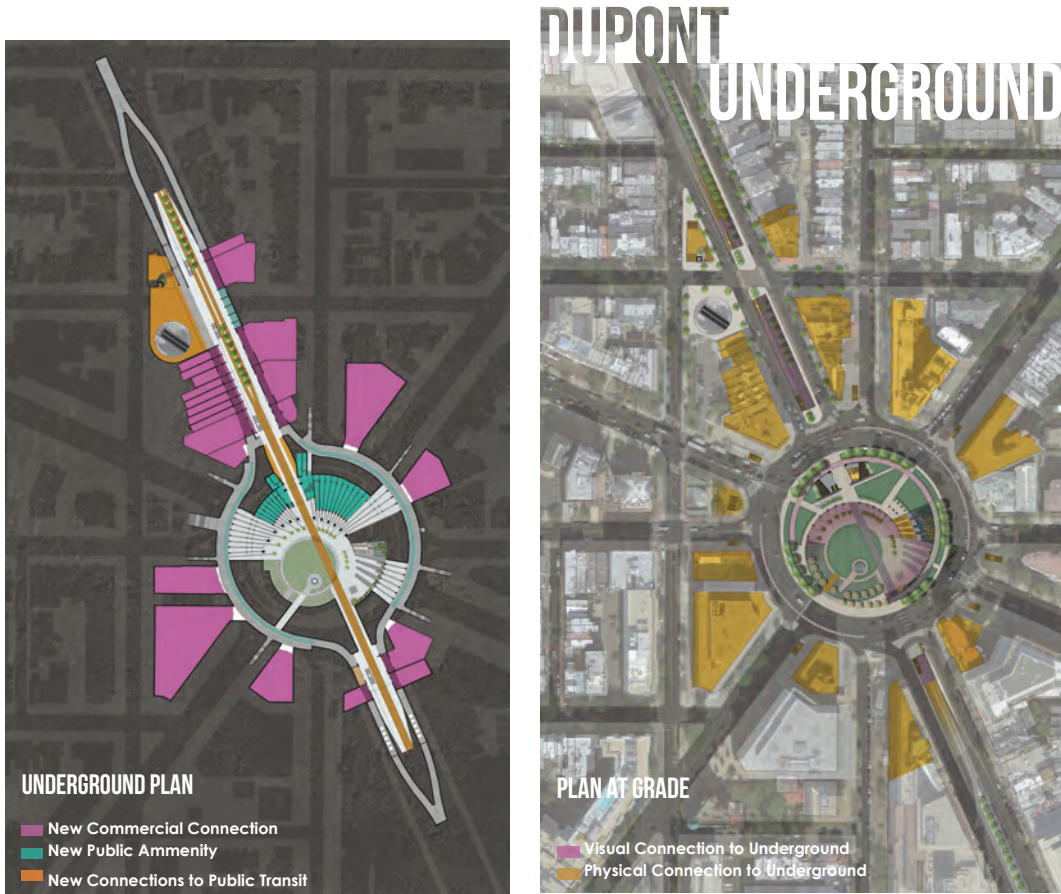 DUPONT
UNDERGROUND
UNDERGROUND PLAN
New Commercial Connection
New Public Ammenity
New Connections to Public Transit
PLAN AT GRADE
Visual Connection to Underground
Physical Connection to Underground